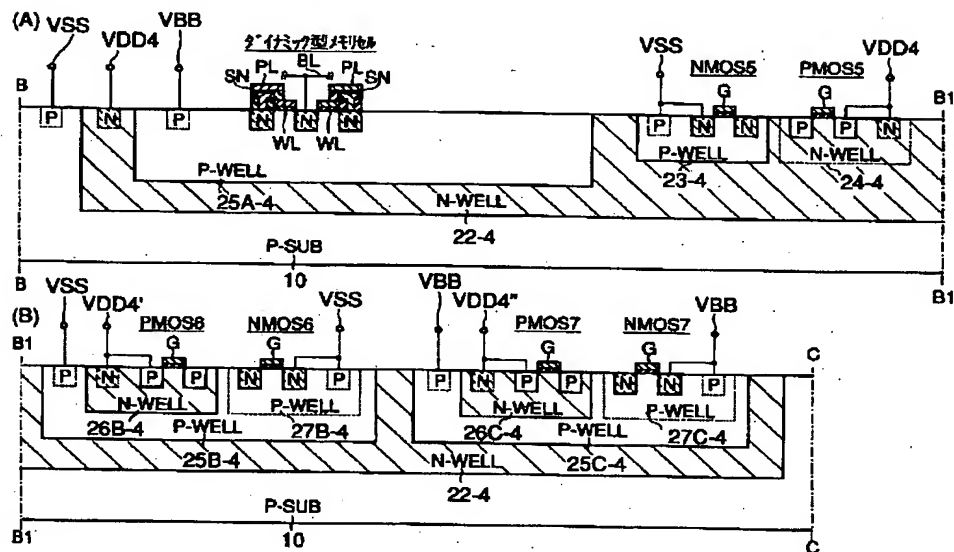 (A)
VSS VDD4 VBB ダイナミック型メモリセル VSS NMOS5 PMOS5 VDD4
PL BL PL
SN SN
G G
B B1
P N P N N N P N N P P N
WL WL
P-WELL P-WELL N-WELL
25A-4 23-4 24-4
N-WELL
22-4
P-SUB
10
B B1
(B)
VSS VDD4' PMOS6 NMOS6 VSS VBB VDD4" PMOS7 NMOS7 VBB
G G G G
B1 C
P N P P N N P P N P P N N P
N-WELL P-WELL N-WELL P-WELL
26B-4 P-WELL 27B-4 26C-4 P-WELL 27C-4
25B-4 25C-4
N-WELL
22-4
P-SUB
10
B1 C